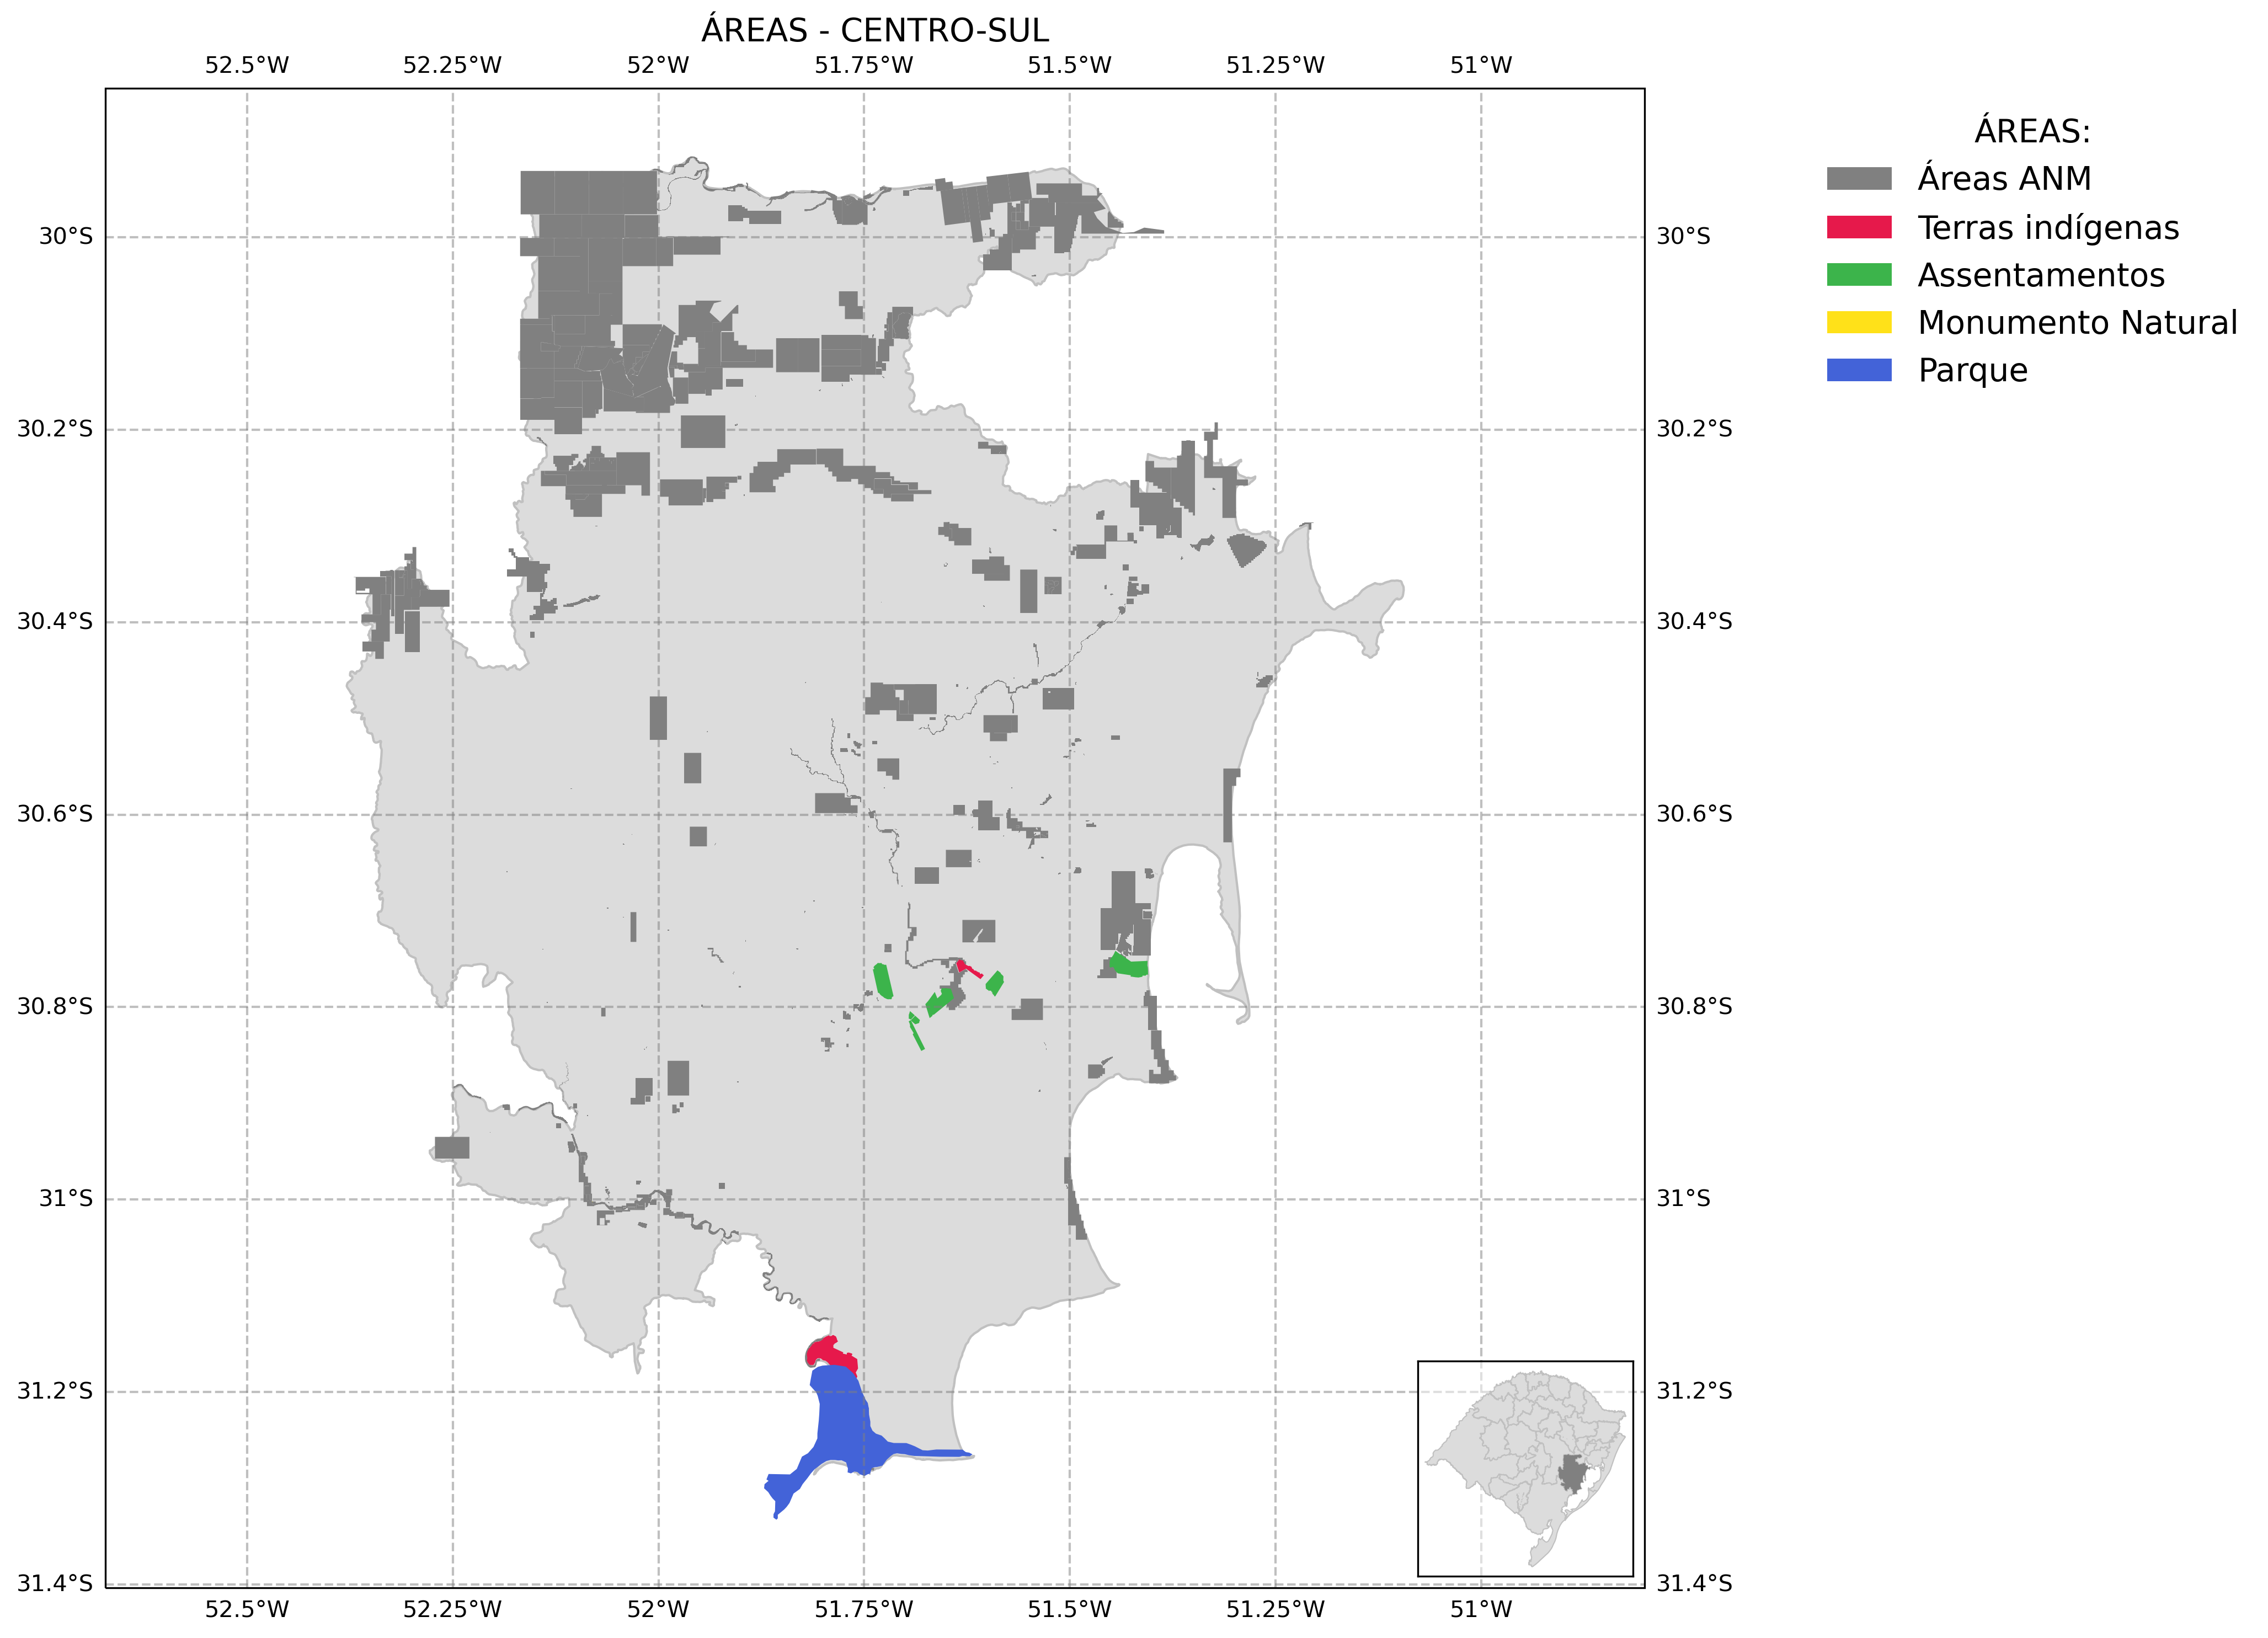 ÁREAS - CENTRO-SUL
52.5°W 52.25°W 52°W 51.75°W 51.5°W 51.25°W 51°W
ÁREAS:
Áreas ANM
Terras indígenas
Assentamentos
Monumento Natural
Parque
30°S 30°S
30.2°S 30.2°S
30.4°S 30.4°S
30.6°S 30.6°S
30.8°S 30.8°S
31°S 31°S
31.2°S 31.2°S
31.4°S 31.4°S
52.5°W 52.25°W 52°W 51.75°W 51.5°W 51.25°W 51°W